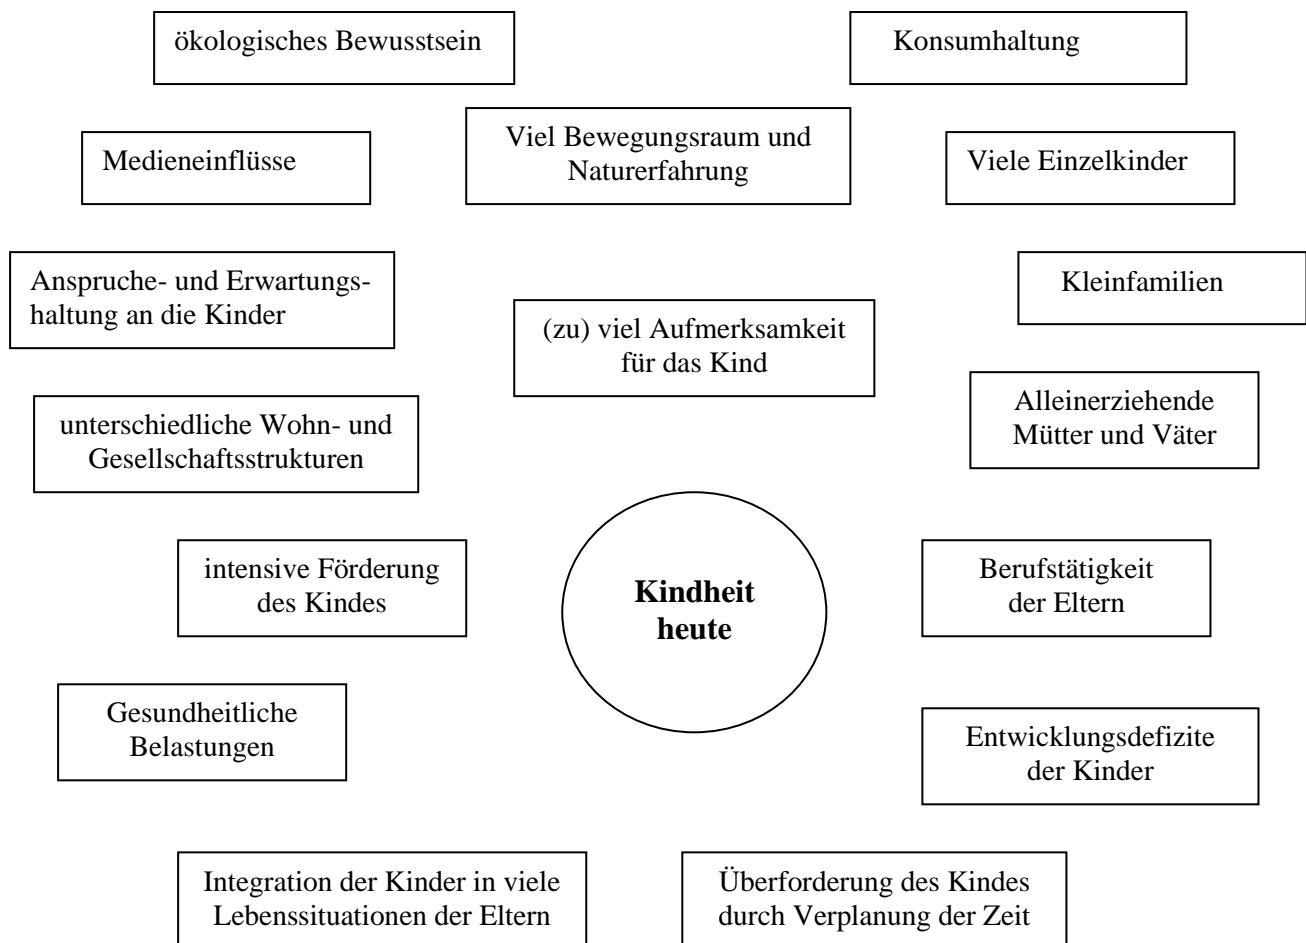 ökologisches Bewusstsein
Konsumhaltung
Viel Bewegungsraum und
Naturerfahrung
Medieneinflüsse
Viele Einzelkinder
Anspruche- und Erwartungs-
haltung an die Kinder
Kleinfamilien
(zu) viel Aufmerksamkeit
für das Kind
unterschiedliche Wohn- und
Gesellschaftsstrukturen
Alleinerziehende
Mütter und Väter
intensive Förderung
des Kindes
Kindheit
heute
Berufstätigkeit
der Eltern
Gesundheitliche
Belastungen
Entwicklungsdefizite
der Kinder
Integration der Kinder in viele
Lebenssituationen der Eltern
Überforderung des Kindes
durch Verplanung der Zeit